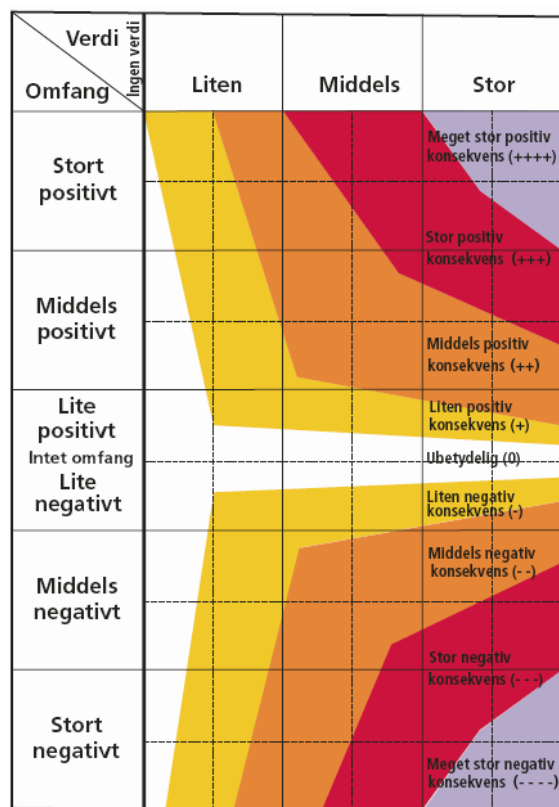 Verdi
Omfang
Ingen verdi
Liten
Middels
Stor
Stort
positivt
Meget stor positiv
konsekvens (++++)
Stor positiv
konsekvens (+++)
Middels
positivt
Middels positiv
konsekvens (++)
Lite
positivt
Liten positiv
konsekvens (+)
Intet omfang
Ubetydelig (0)
Lite
negativt
Liten negativ
konsekvens (-)
Middels
negativt
Middels negativ
konsekvens (- -)
Stor negativ
konsekvens (- - -)
Stort
negativt
Meget stor negativ
konsekvens (- - - -)